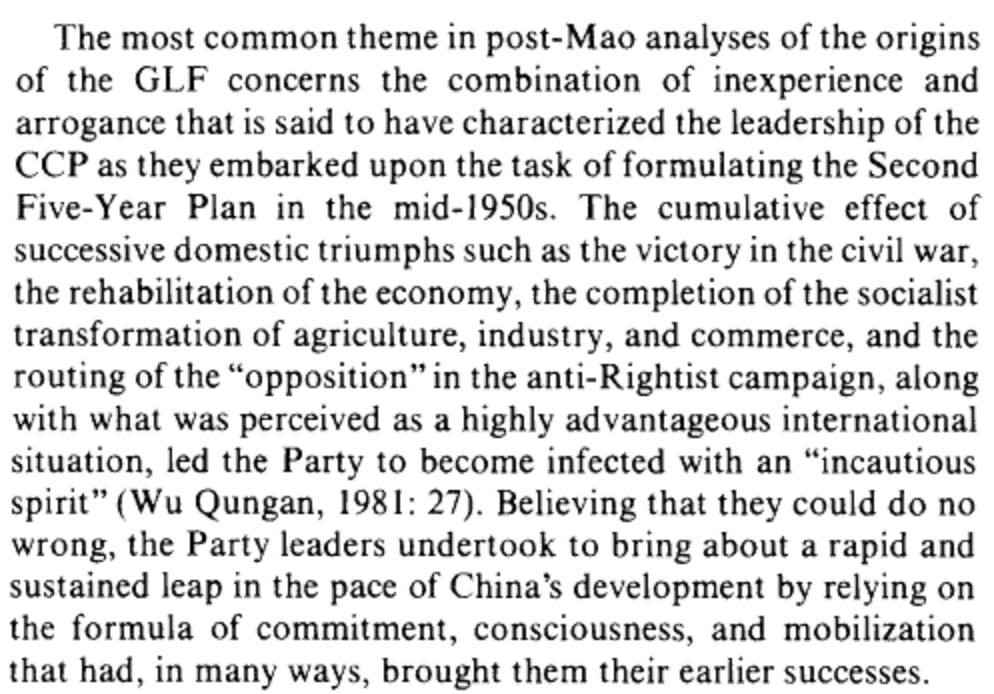 The most common theme in post-Mao analyses of the origins
of the GLF concerns the combination of inexperience and
arrogance that is said to have characterized the leadership of the
CCP as they embarked upon the task of formulating the Second
Five-Year Plan in the mid-1950s. The cumulative effect of
successive domestic triumphs such as the victory in the civil war,
the rehabilitation of the economy, the completion of the socialist
transformation of agriculture, industry, and commerce, and the
routing of the “opposition” in the anti-Rightist campaign, along
with what was perceived as a highly advantageous international
situation, led the Party to become infected with an “incautious
spirit” (Wu Qungan, 1981: 27). Believing that they could do no
wrong, the Party leaders undertook to bring about a rapid and
sustained leap in the pace of China’s development by relying on
the formula of commitment, consciousness, and mobilization
that had, in many ways, brought them their earlier successes.